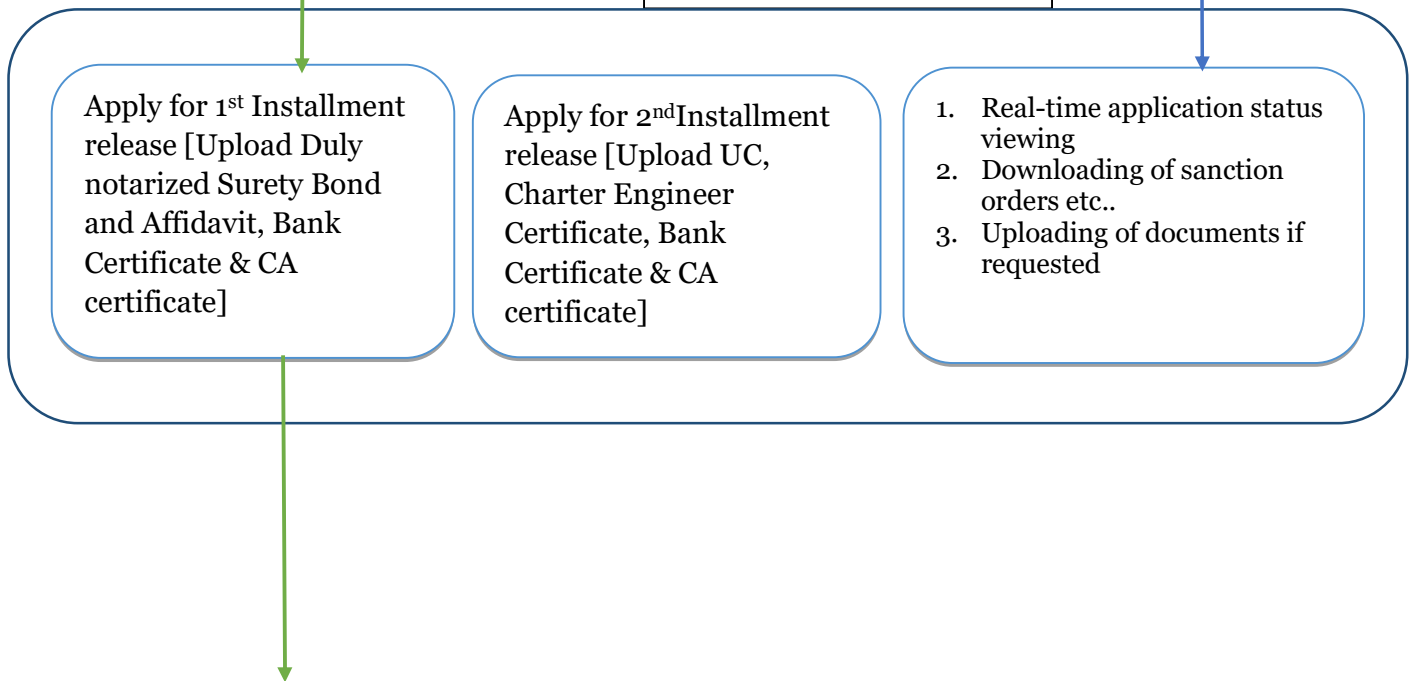 Apply for 1st Installment
release [Upload Duly
notarized Surety Bond
and Affidavit, Bank
Certificate & CA
certificate]
Apply for 2ndInstallment
release [Upload UC,
Charter Engineer
Certificate, Bank
Certificate & CA
certificate]
1. Real-time application status
viewing
2. Downloading of sanction
orders etc..
3. Uploading of documents if
requested